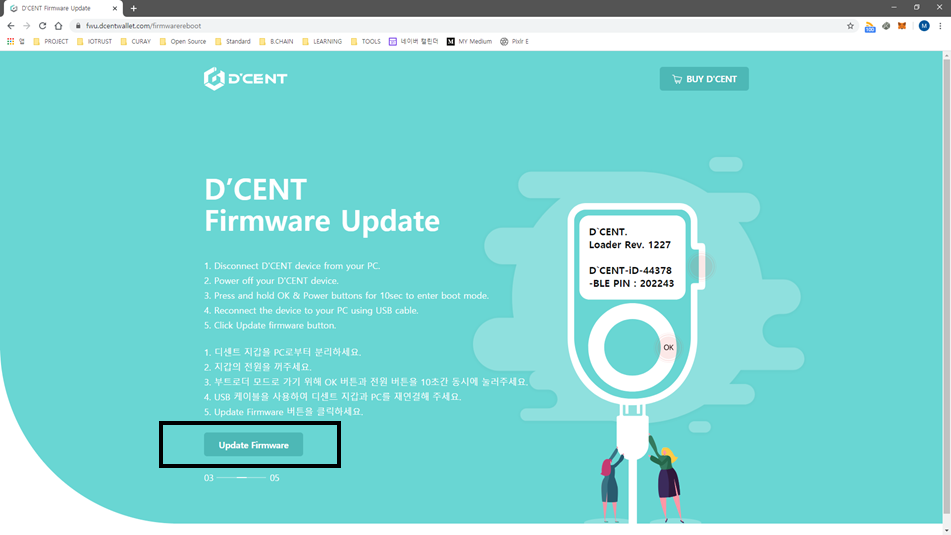 D'CENT Firmware Update
fwu.dcentwallet.com/firmwarereboot
앱
PROJECT
IOTRUST
CURAY
Open Source
Standard
B.CHAIN
LEARNING
TOOLS
네이버 캘린더
MY Medium
Pixlr E
100
M
D'CENT
BUY D'CENT
D’CENT
Firmware Update
1. Disconnect D'CENT device from your PC.
2. Power off your D'CENT device.
3. Press and hold OK & Power buttons for 10sec to enter boot mode.
4. Reconnect the device to your PC using USB cable.
5. Click Update firmware button.
1. 디센트 지갑을 PC로부터 분리하세요.
2. 지갑의 전원을 꺼주세요.
3. 부트로더 모드로 가기 위해 OK 버튼과 전원 버튼을 10초간 동시에 눌러주세요.
4. USB 케이블을 사용하여 디센트 지갑과 PC를 재연결해 주세요.
5. Update Firmware 버튼을 클릭하세요.
Update Firmware
03 05
D`CENT.
Loader Rev. 1227
D`CENT-iD-44378
-BLE PIN : 202243
OK